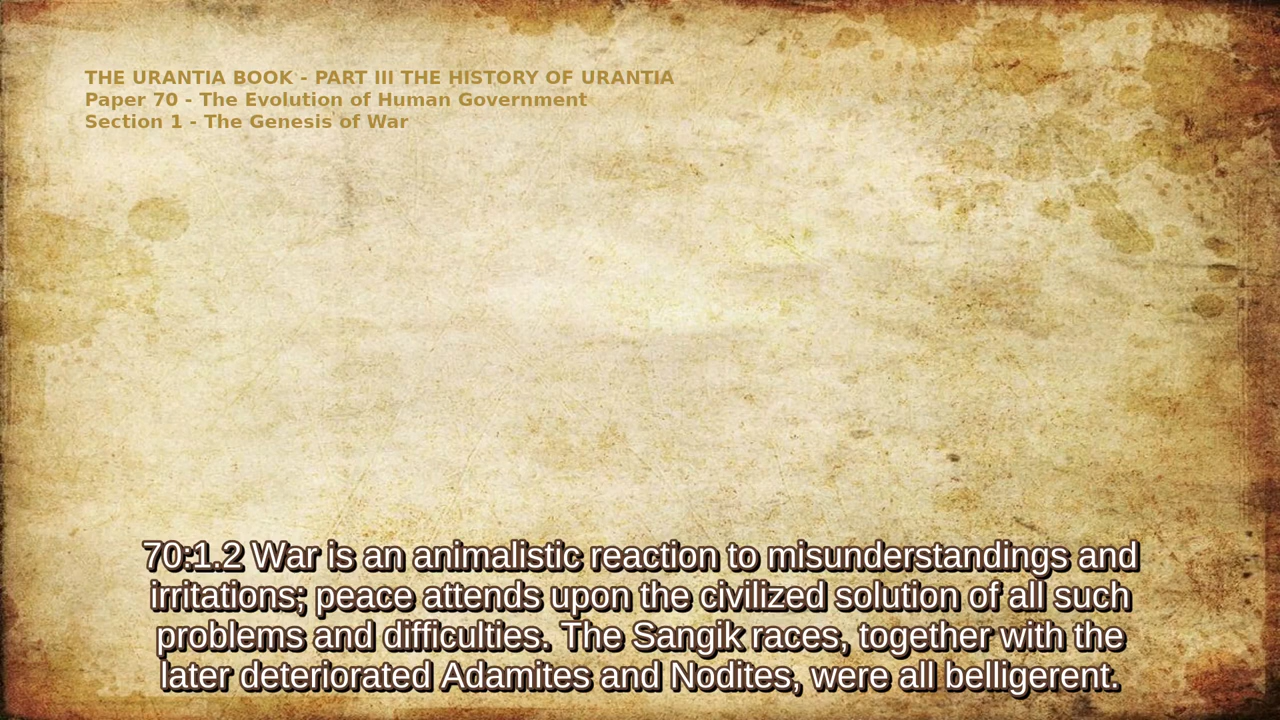 THE URANTIA BOOK - PART III THE HISTORY OF URANTIA
Paper 70 - The Evolution of Human Government
Section 1 - The Genesis of War
70:1.2 War is an animalistic reaction to misunderstandings and
irritations; peace attends upon the civilized solution of all such
problems and difficulties. The Sangik races, together with the
later deteriorated Adamites and Nodites, were all belligerent.